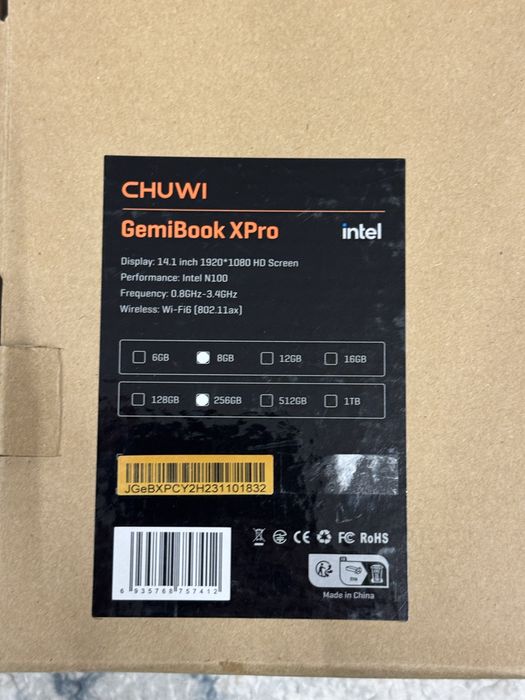 CHUWI
GemiBook XPro
intel
Display: 14.1 inch 1920*1080 HD Screen
Performance: Intel N100
Frequency: 0.8GHz-3.4GHz
Wireless: Wi-Fi6 (802.11ax)
6GB 8GB 12GB 16GB
128GB 256GB 512GB 1TB
JGeBXPCY2H231101832
CE FC RoHS
6 935768 757412
Made in China